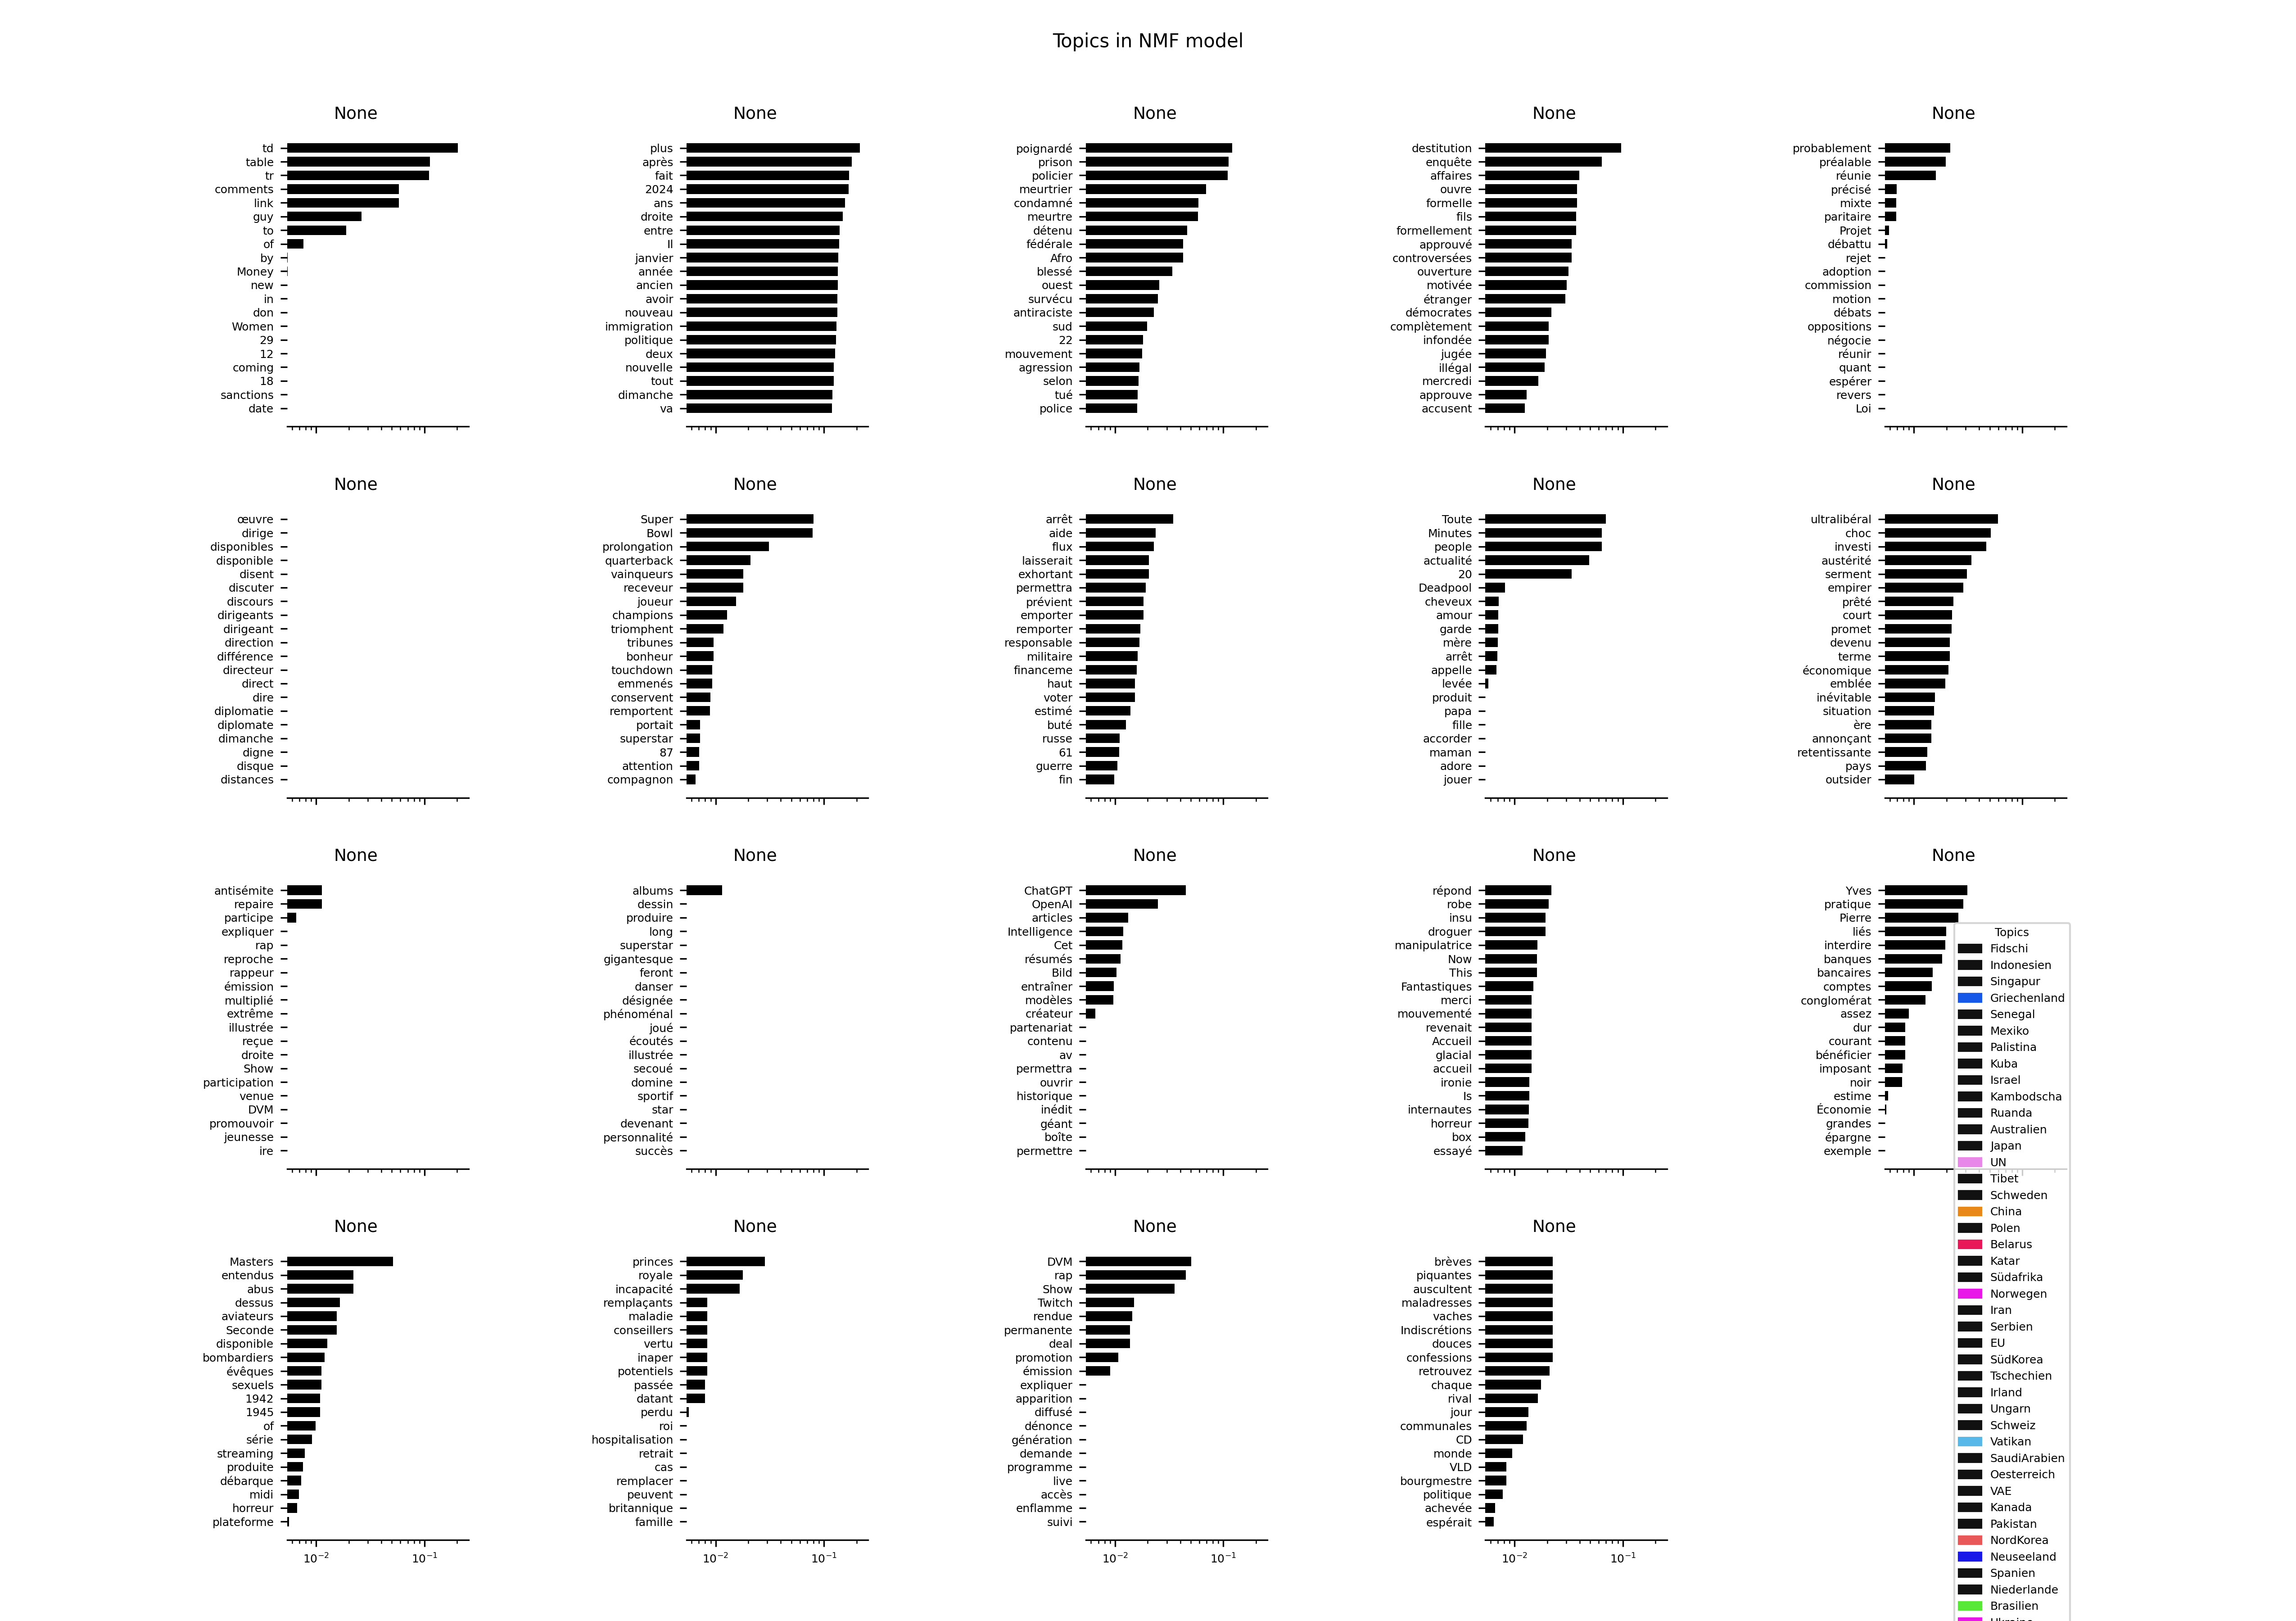 Topics in NMF model
None
td
table
tr
comments
link
guy
to
of
by
Money
new
in
don
Women
29
12
coming
18
sanctions
date
None
plus
après
fait
2024
ans
droite
entre
Il
janvier
année
ancien
avoir
nouveau
immigration
politique
deux
nouvelle
tout
dimanche
va
None
poignardé
prison
policier
meurtrier
condamné
meurtre
détenu
fédérale
Afro
blessé
ouest
survécu
antiraciste
sud
22
mouvement
agression
selon
tué
police
None
destitution
enquête
affaires
ouvre
formelle
fils
formellement
approuvé
controversées
ouverture
motivée
étranger
démocrates
complètement
infondée
jugée
illégal
mercredi
approuve
accusent
None
probablement
préalable
réunie
précisé
mixte
paritaire
Projet
débattu
rejet
adoption
commission
motion
débats
oppositions
négocie
réunir
quant
espérer
revers
Loi
None
œuvre
dirige
disponibles
disponible
disent
discuter
discours
dirigeants
dirigeant
direction
différence
directeur
direct
dire
diplomatie
diplomate
dimanche
digne
disque
distances
None
Super
Bowl
prolongation
quarterback
vainqueurs
receveur
joueur
champions
triomphent
tribunes
bonheur
touchdown
emmenés
conservent
remportent
portait
superstar
87
attention
compagnon
None
arrêt
aide
flux
laisserait
exhortant
permettra
prévient
emporter
remporter
responsable
militaire
financeme
haut
voter
estimé
buté
russe
61
guerre
fin
None
Toute
Minutes
people
actualité
20
Deadpool
cheveux
amour
garde
mère
arrêt
appelle
levée
produit
papa
fille
accorder
maman
adore
jouer
None
ultralibéral
choc
investi
austérité
serment
empirer
prêté
court
promet
devenu
terme
économique
emblée
inévitable
situation
ère
annonçant
retentissante
pays
outsider
None
antisémite
repaire
participe
expliquer
rap
reproche
rappeur
émission
multiplié
extrême
illustrée
reçue
droite
Show
participation
venue
DVM
promouvoir
jeunesse
ire
None
albums
dessin
produire
long
superstar
gigantesque
feront
danser
désignée
phénoménal
joué
écoutés
illustrée
secoué
domine
sportif
star
devenant
personnalité
succès
None
ChatGPT
OpenAI
articles
Intelligence
Cet
résumés
Bild
entraîner
modèles
créateur
partenariat
contenu
av
permettra
ouvrir
historique
inédit
géant
boîte
permettre
None
répond
robe
insu
droguer
manipulatrice
Now
This
Fantastiques
merci
mouvementé
revenait
Accueil
glacial
accueil
ironie
Is
internautes
horreur
box
essayé
None
Yves
pratique
Pierre
liés
interdire
banques
bancaires
comptes
conglomérat
assez
dur
courant
bénéficier
imposant
noir
estime
Économie
grandes
épargne
exemple
None
Masters
entendus
abus
dessus
aviateurs
Seconde
disponible
bombardiers
évêques
sexuels
1942
1945
of
série
streaming
produite
débarque
midi
horreur
plateforme
10⁻² 10⁻¹
None
princes
royale
incapacité
remplaçants
maladie
conseillers
vertu
inaper
potentiels
passée
datant
perdu
roi
hospitalisation
retrait
cas
remplacer
peuvent
britannique
famille
10⁻² 10⁻¹
None
DVM
rap
Show
Twitch
rendue
permanente
deal
promotion
émission
expliquer
apparition
diffusé
dénonce
génération
demande
programme
live
accès
enflamme
suivi
10⁻² 10⁻¹
None
brèves
piquantes
auscultent
maladresses
vaches
Indiscrétions
douces
confessions
retrouvez
chaque
rival
jour
communales
CD
monde
VLD
bourgmestre
politique
achevée
espérait
10⁻² 10⁻¹
Topics
Fidschi
Indonesien
Singapur
Griechenland
Senegal
Mexiko
Palistina
Kuba
Israel
Kambodscha
Ruanda
Australien
Japan
UN
Tibet
Schweden
China
Polen
Belarus
Katar
Südafrika
Norwegen
Iran
Serbien
EU
SüdKorea
Tschechien
Irland
Ungarn
Schweiz
Vatikan
SaudiArabien
Oesterreich
VAE
Kanada
Pakistan
NordKorea
Neuseeland
Spanien
Niederlande
Brasilien